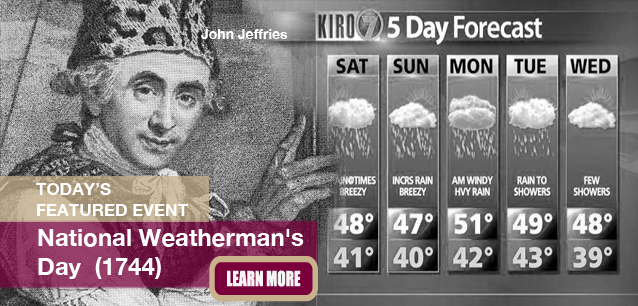 John Jeffries
KIRO 7 5 Day Forecast
SAT SUN MON TUE WED
INCRS RAIN AM WINDY RAIN TO FEW
BREEZY BREEZY HVY RAIN SHOWERS SHOWERS
48° 47° 51° 49° 48°
41° 40° 42° 43° 39°
TODAY'S
FEATURED EVENT
National Weatherman's
Day (1744)
LEARN MORE